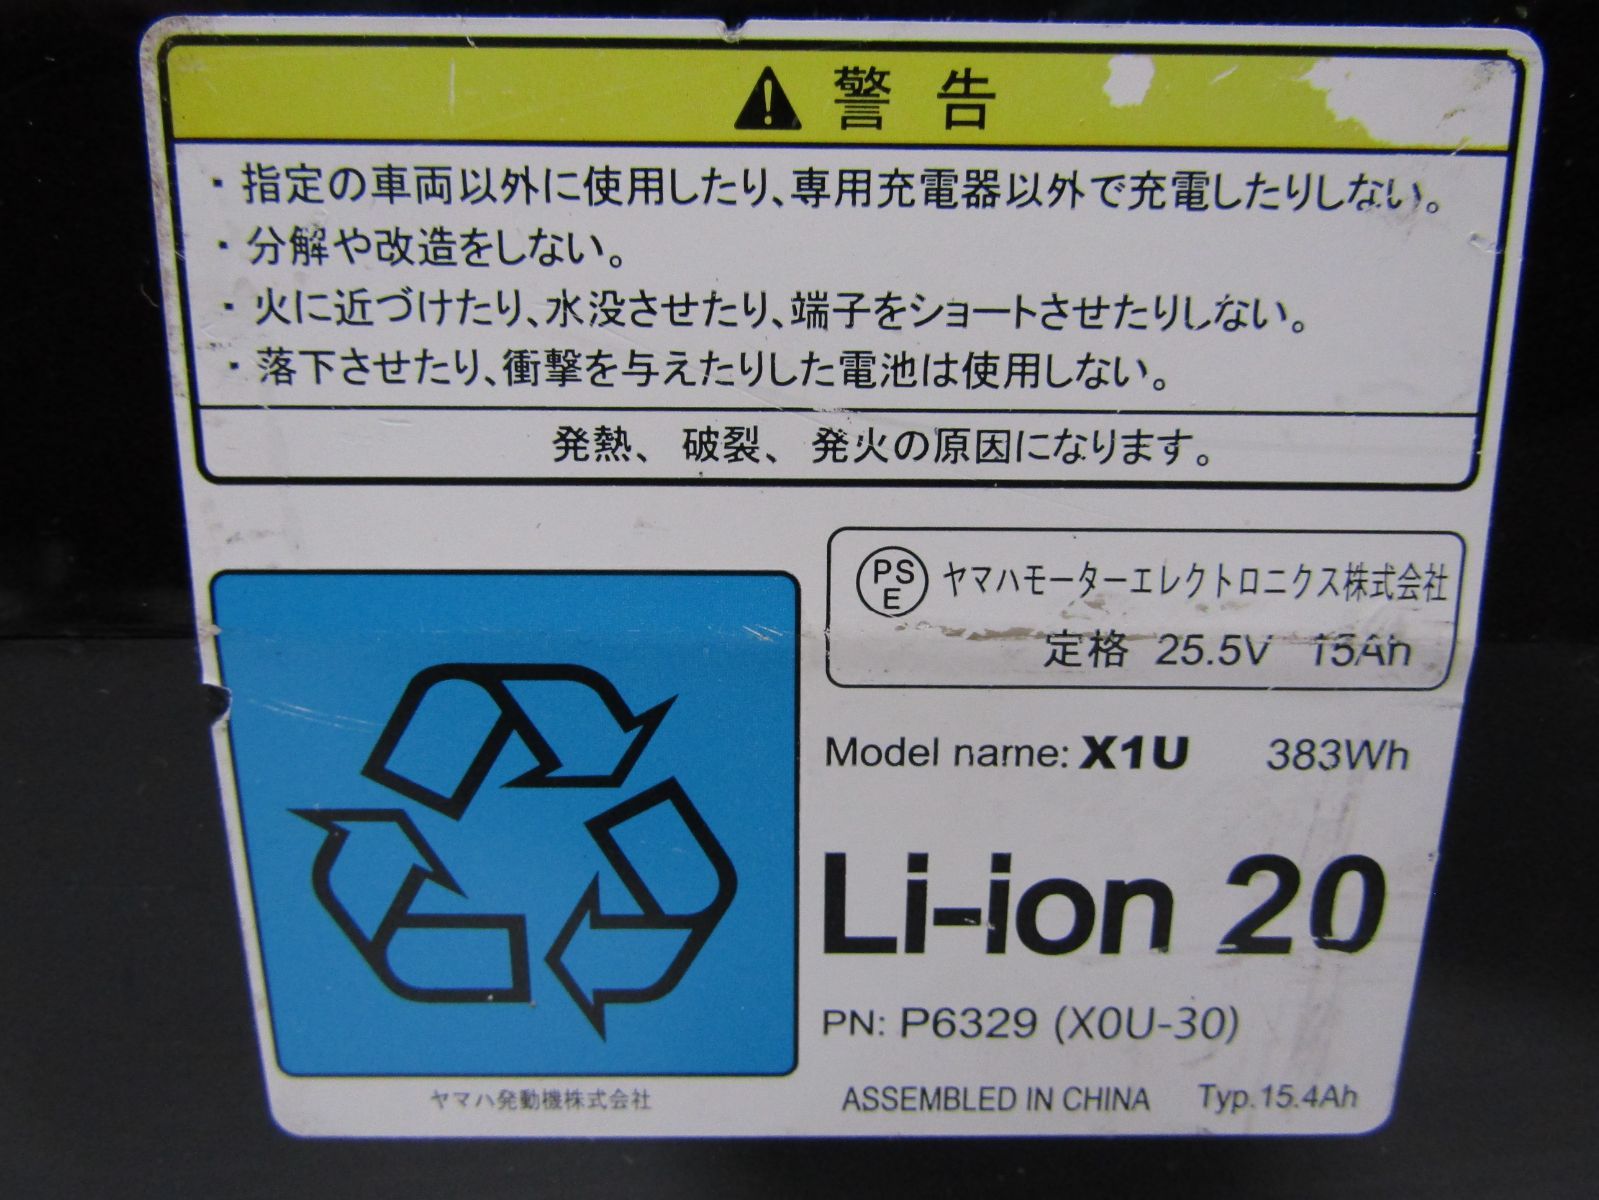 警告
・指定の車両以外に使用したり、専用充電器以外で充電したりしない。
・分解や改造をしない。
・火に近づけたり、水没させたり、端子をショートさせたりしない。
・落下させたり、衝撃を与えたりした電池は使用しない。
発熱、破裂、発火の原因になります。
PSE ヤマハモーターエレクトロニクス株式会社
定格 25.5V 15Ah
Model name: X1U 383Wh
Li-ion 20
PN: P6329 (X0U-30)
ヤマハ発動機株式会社
ASSEMBLED IN CHINA Typ.15.4Ah